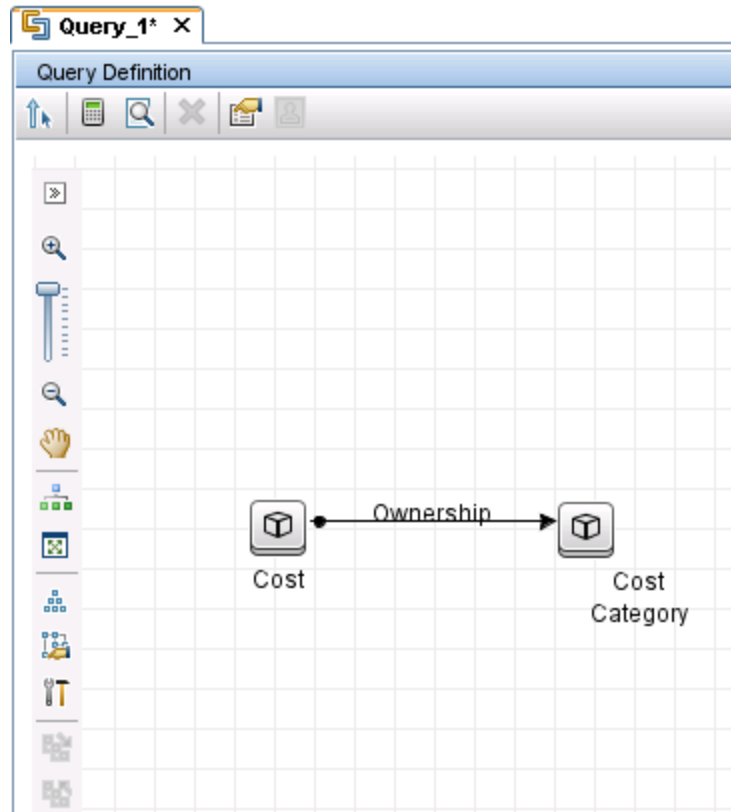 Query_1*
Query Definition
Ownership
Cost
Cost
Category